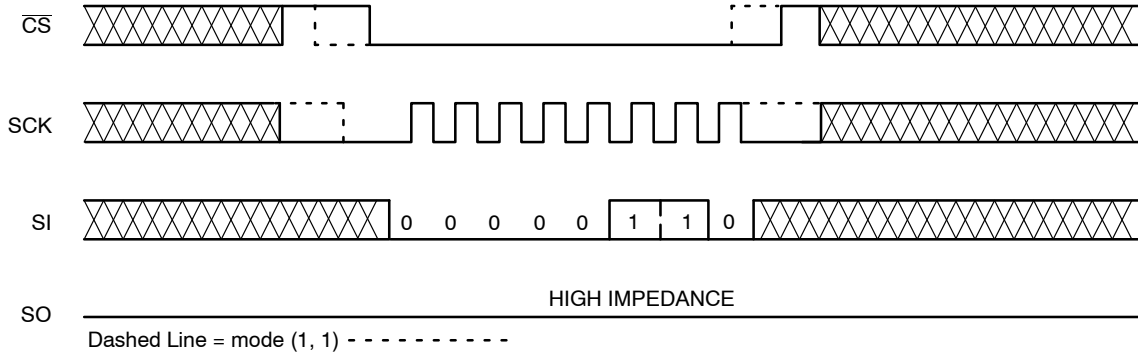 CS
SCK
SI 0 0 0 0 0 1 1 0
HIGH IMPEDANCE
SO
Dashed Line = mode (1, 1)